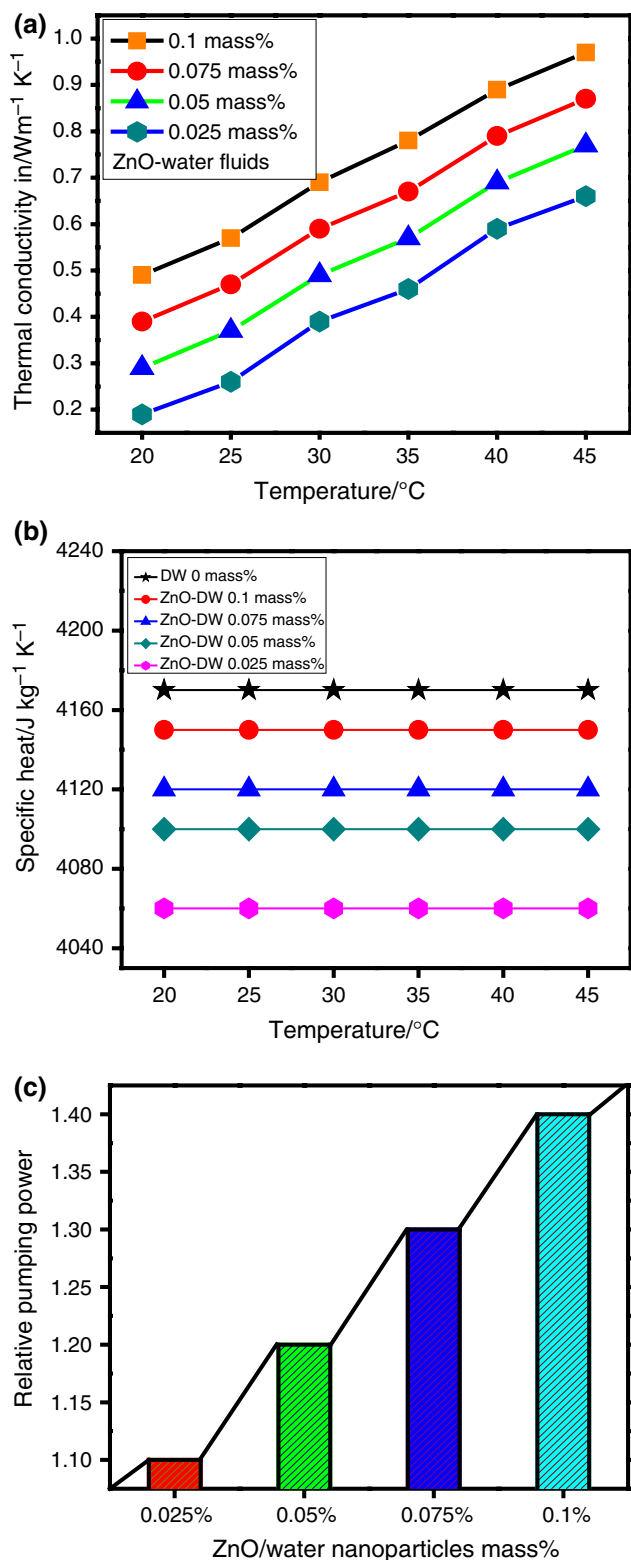 (a)
1.0
0.9
0.8
0.7
0.6
0.5
0.4
0.3
0.2
Thermal conductivity in/Wm⁻¹ K⁻¹
0.1 mass%
0.075 mass%
0.05 mass%
0.025 mass%
ZnO-water fluids
20 25 30 35 40 45
Temperature/°C
(b)
4240
4200
4160
4120
4080
4040
Specific heat/J kg⁻¹ K⁻¹
DW 0 mass%
ZnO-DW 0.1 mass%
ZnO-DW 0.075 mass%
ZnO-DW 0.05 mass%
ZnO-DW 0.025 mass%
20 25 30 35 40 45
Temperature/°C
(c)
1.40
1.35
1.30
1.25
1.20
1.15
1.10
Relative pumping power
0.025% 0.05% 0.075% 0.1%
ZnO/water nanoparticles mass%